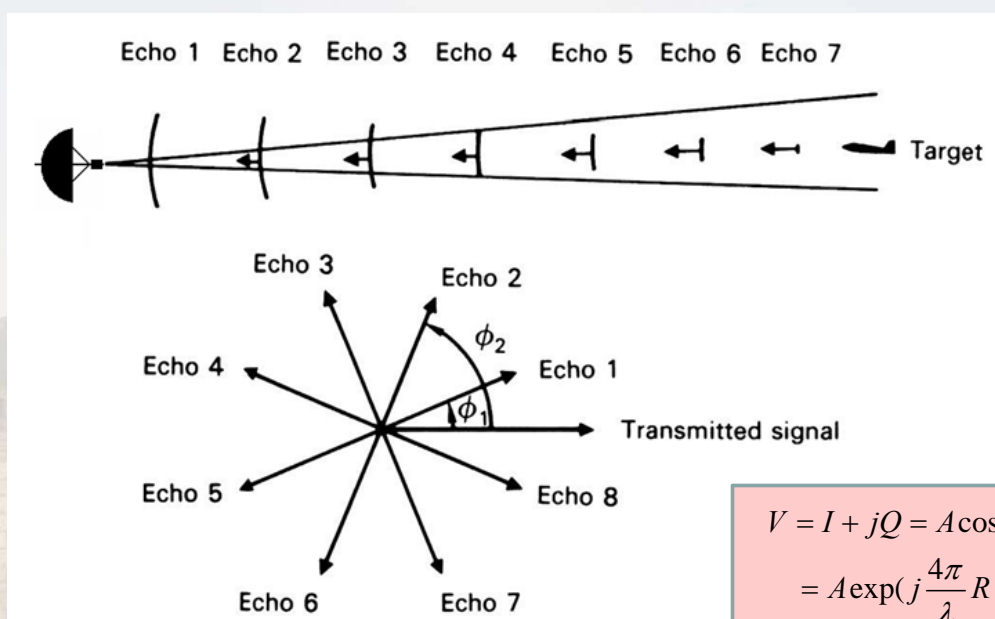 Echo 1 Echo 2 Echo 3 Echo 4 Echo 5 Echo 6 Echo 7
Target
Echo 3
Echo 2
ϕ₂
Echo 4
Echo 1
ϕ₁
Transmitted signal
Echo 5
Echo 8
Echo 6
Echo 7
V = I + jQ = A cos
= A exp(j 4π/λ R